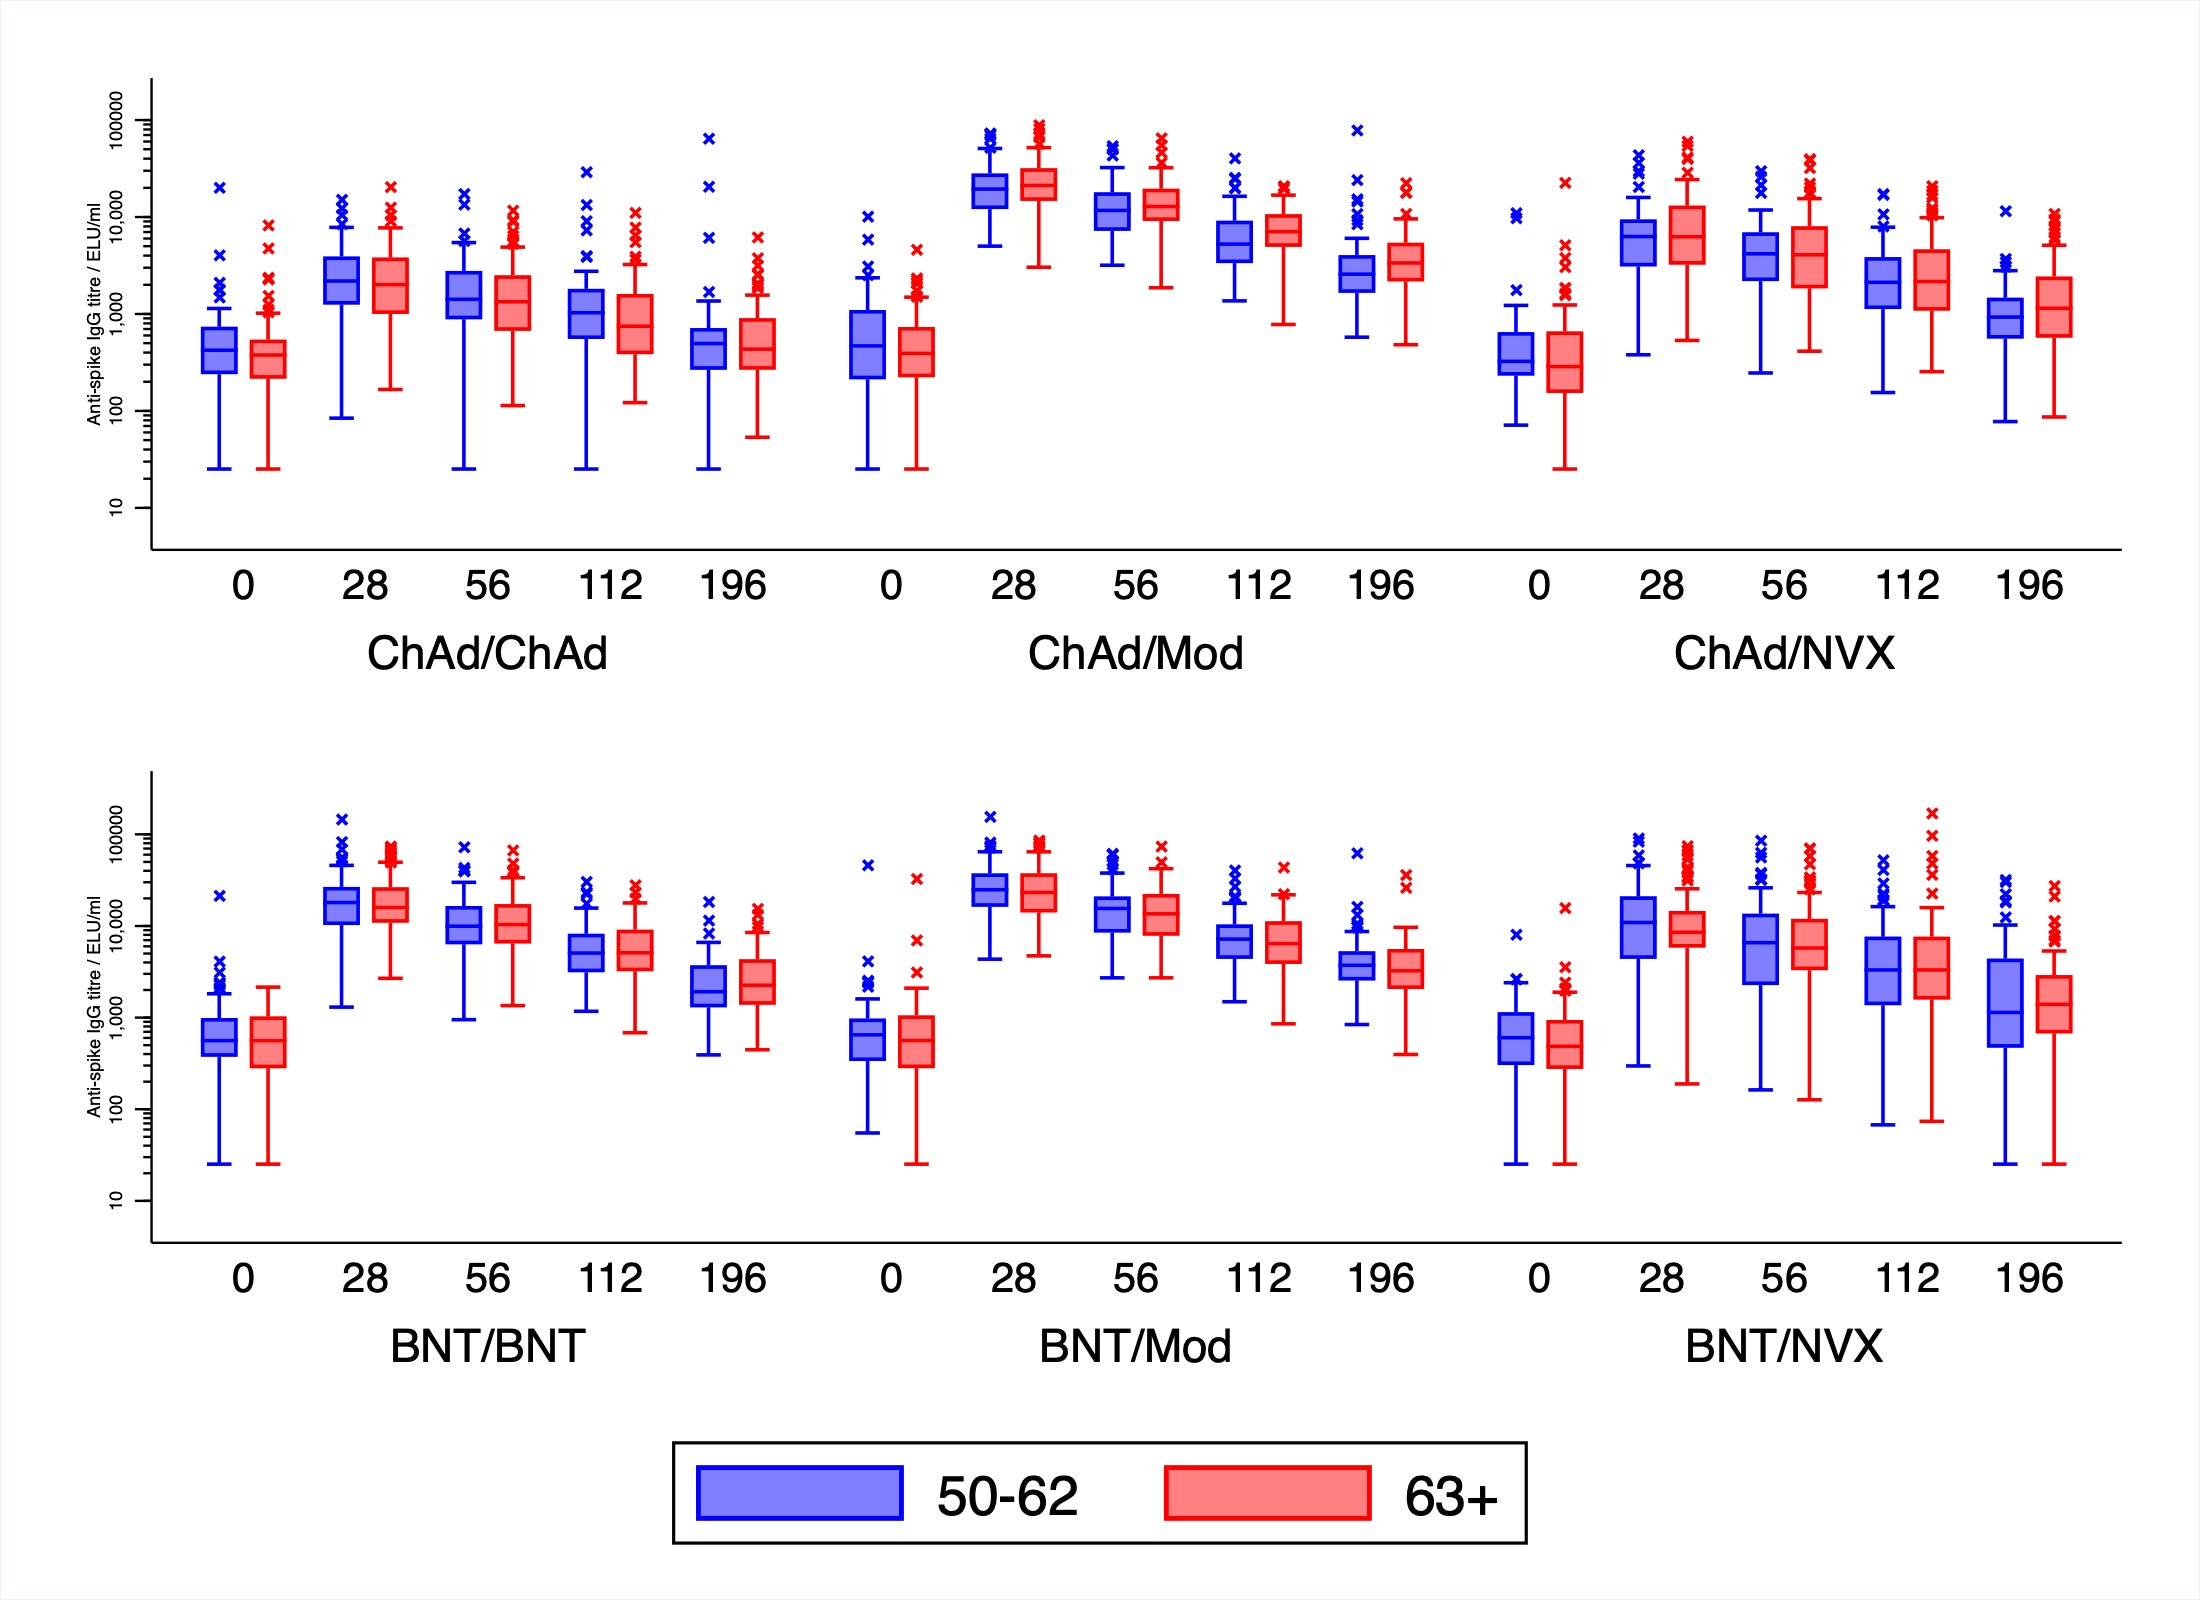 Anti-spike IgG titre / ELU/ml
100000
10,000
1,000
100
10
0 28 56 112 196 0 28 56 112 196 0 28 56 112 196
ChAd/ChAd ChAd/Mod ChAd/NVX
Anti-spike IgG titre / ELU/ml
100000
10,000
1,000
100
10
0 28 56 112 196 0 28 56 112 196 0 28 56 112 196
BNT/BNT BNT/Mod BNT/NVX
50-62 63+